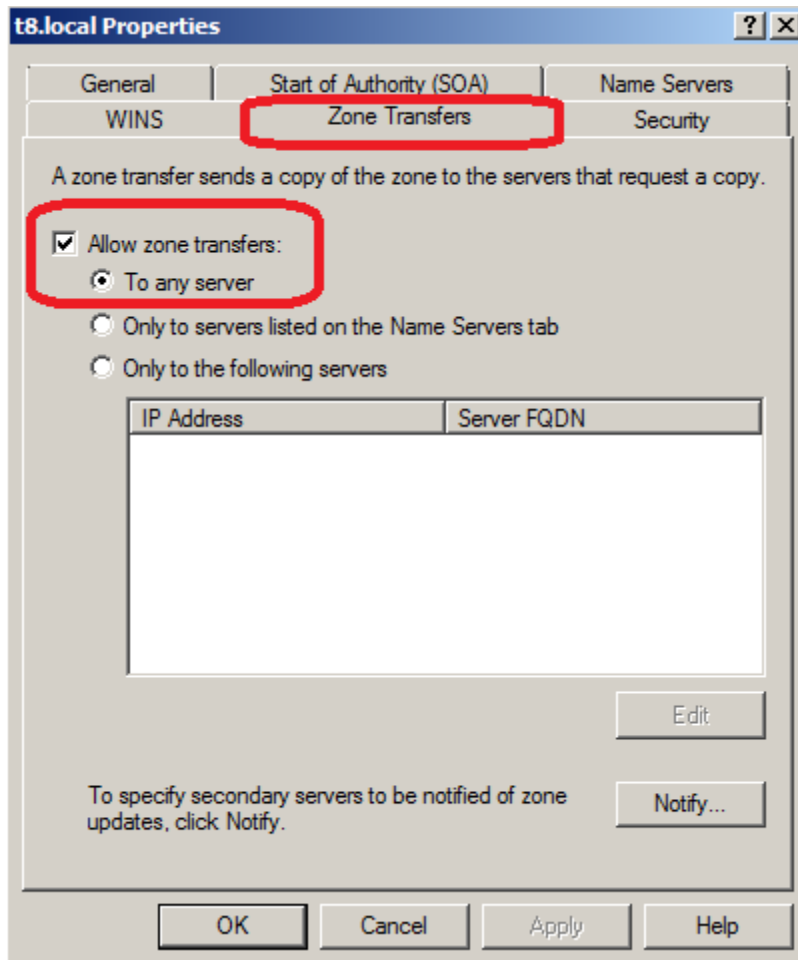 t8.local Properties
General
Start of Authority (SOA)
Name Servers
WINS
Zone Transfers
Security
A zone transfer sends a copy of the zone to the servers that request a copy.
Allow zone transfers:
To any server
Only to servers listed on the Name Servers tab
Only to the following servers
IP Address
Server FQDN
Edit
To specify secondary servers to be notified of zone
updates, click Notify.
Notify...
OK
Cancel
Apply
Help